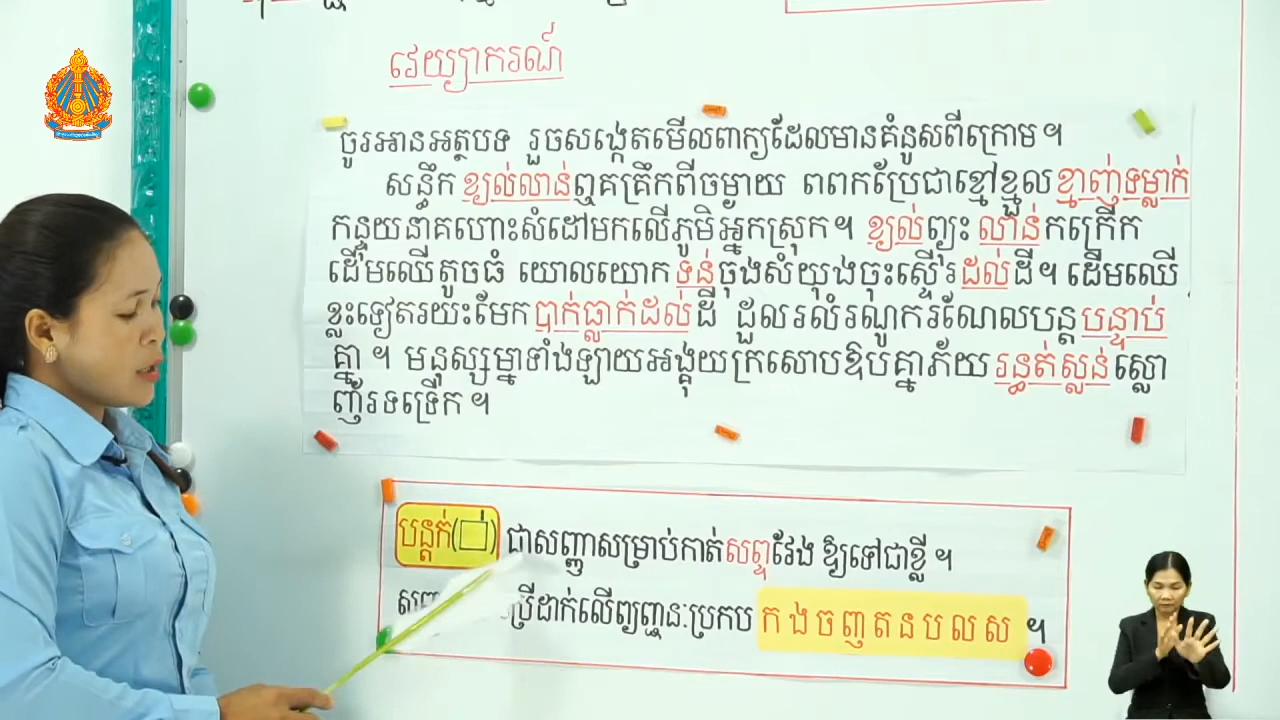 វេយ្យាករណ៍
ចូរអានអត្ថបទ រួចសង្កេតមើលពាក្យដែលមានគំនូសពីក្រោម។
សន្ធឹកខ្យល់លាន់ឮគគ្រឹកពីចម្ងាយ ពពកប្រែជាខ្មៅខ្មួលខ្មាញ់ទម្លាក់
កន្ទុយនាគហោះសំដៅមកលើភូមិអ្នកស្រុក។ ខ្យល់ព្យុះ លាន់កក្រើក
ដើមឈើតូចធំ យោលយោកទន់ចុងសំយុងចុះស្ទើរដល់ដី។ ដើមឈើ
ខ្លះទៀតរយះមែកបាក់ធ្លាក់ដល់ដី ដួលរលំរណូករណែលបន្តបន្ទាប់
គ្នា ។ មនុស្សម្នាទាំងឡាយអង្គុយក្រសោបឱបគ្នាភ័យរន្ធត់ស្លន់ស្លោ
ញ័រទទ្រើក ។
បន្តក់(□់) ជាសញ្ញាសម្រាប់កាត់សព្ទវែង ឱ្យទៅជាខ្លី ។
ប្រើដាក់លើព្យញ្ជនៈប្រកប ក ង ច ញ ត ន ប ល ស ។